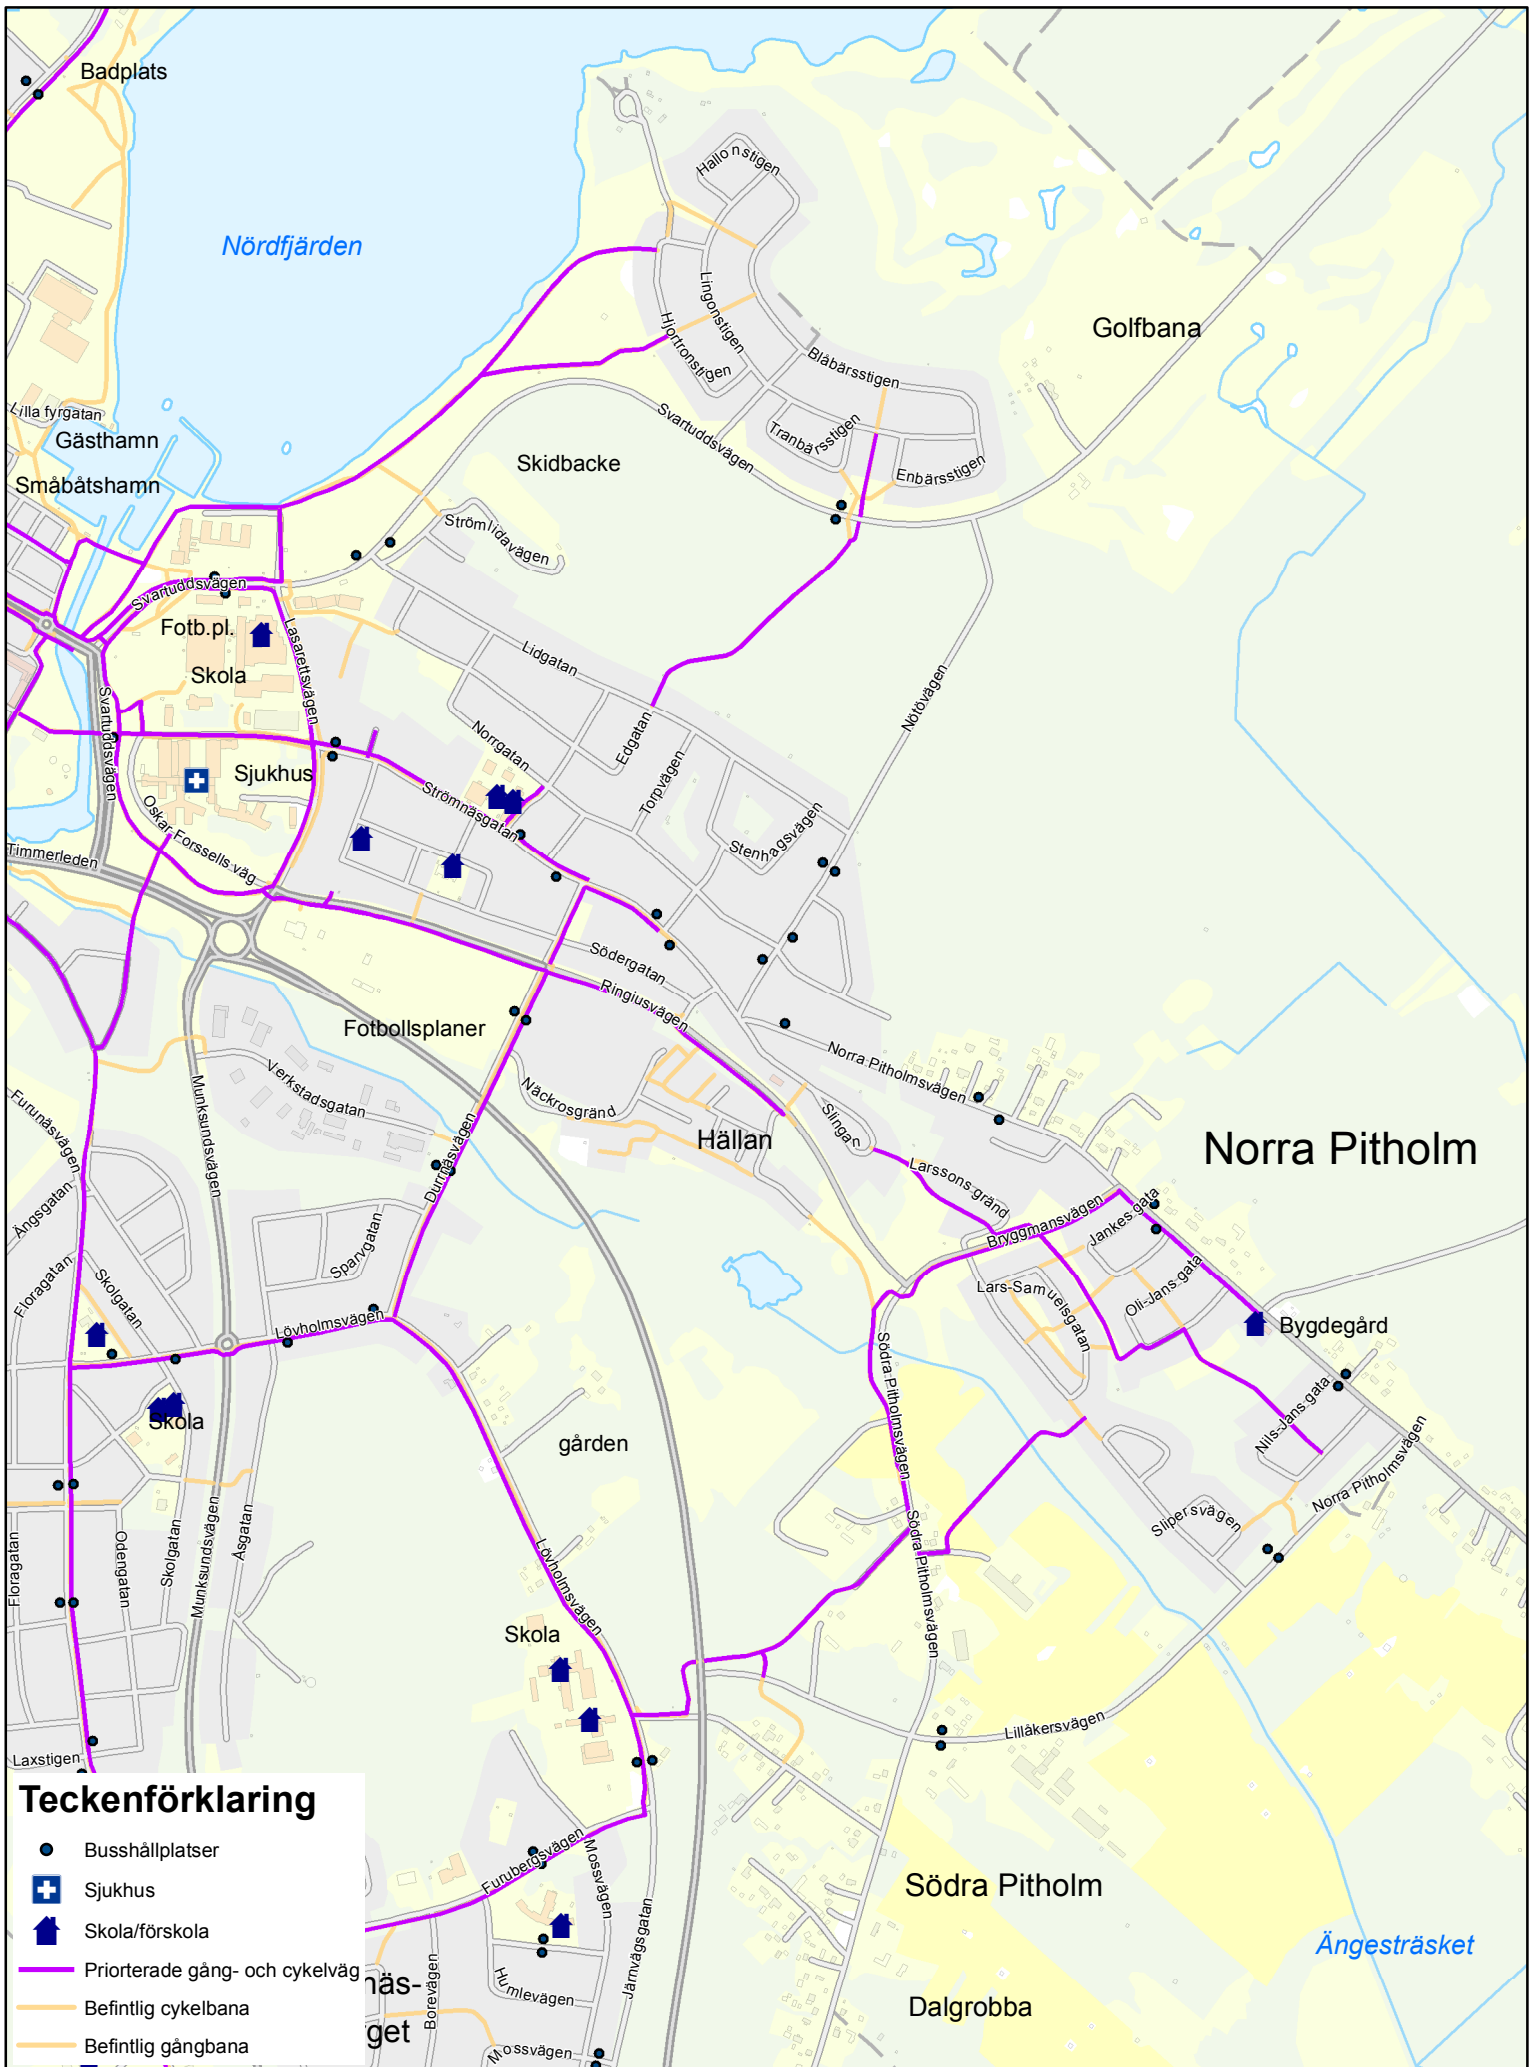 Badplats
Hallonstigen
Nördfjärden
Lingonstigen
Hjortronstigen
Golfbana
Blåbärsstigen
Lilla fyrgatan
Gästhamn
Svartuddsvägen
Tranbärsstigen
Skidbacke
Enbärsstigen
Småbåtshamn
Strömlidavägen
Svartuddsvägen
Fotb.pl.
Lasarettsvägen
Lidgatan
Skola
Svartuddsvägen
Nötövägen
Edgatan
Norrgatan
Sjukhus
Torpvägen
Strömnäsgatan
Stenhagsvägen
Oskar Forssells väg
Timmerleden
Södergatan
Ringiusvägen
Fotbollsplaner
Norra Pitholmsvägen
Verkstadsgatan
Näckrosgränd
Furunäsvägen
Munksundsvägen
Slingan
Hällan
Norra Pitholm
Durrnäsvägen
Larssons gränd
Ängsgatan
Bryggmansvägen
Jankes gata
Sparvgatan
Floragatan
Skolgatan
Lars-Samuelsgatan
Oli-Jans gata
Lövholmsvägen
Bygdegård
Södra Pitholmsvägen
Skola
gården
Nils-Jans gata
Norra Pitholmsvägen
Slipersvägen
Floragatan
Odengatan
Skolgatan
Munksundsvägen
Åsgatan
Lövholmsvägen
Södra Pitholmsvägen
Skola
Lillåkersvägen
Laxstigen
Teckenförklaring
Busshållplatser
Sjukhus
Skola/förskola
Priorterade gång- och cykelväg
Befintlig cykelbana
Befintlig gångbana
Furubergsvägen
Mossvägen
Södra Pitholm
Järnvägsgatan
Ängesträsket
näs-
rget
Borevägen
Humlevägen
Dalgrobba
Mossvägen